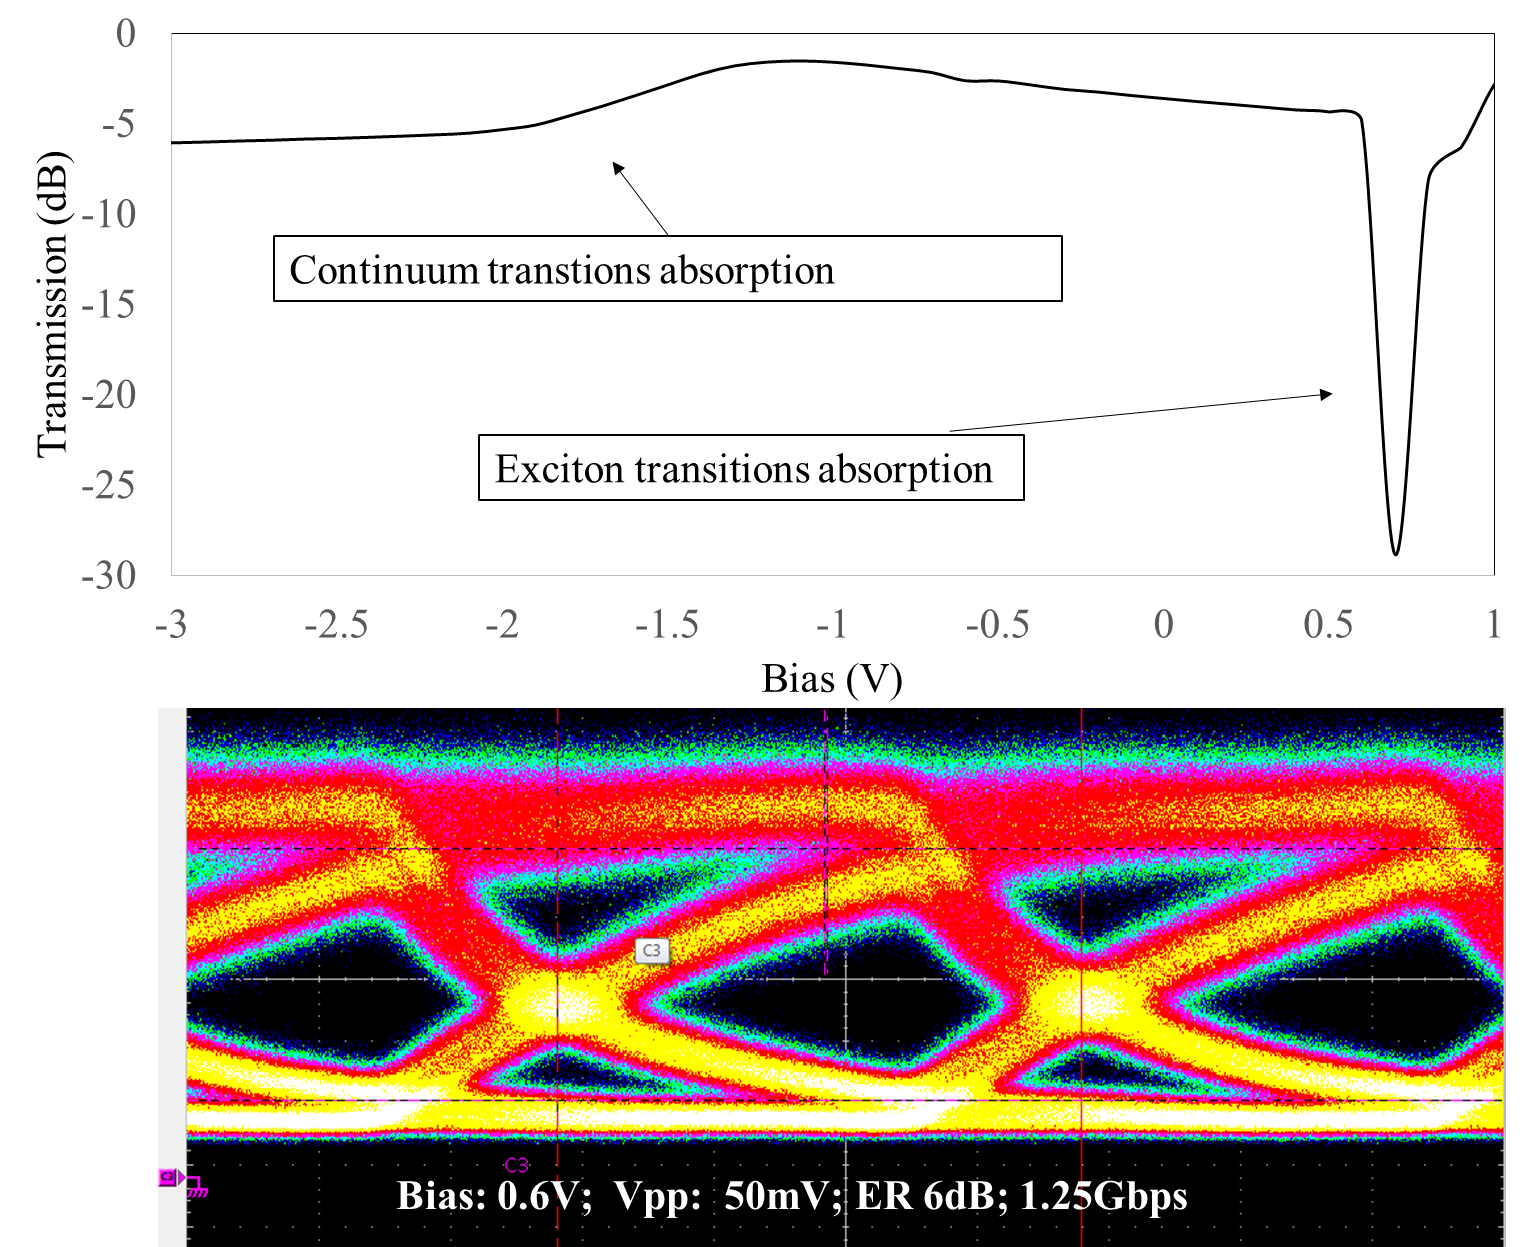 0
-5
-10
-15
-20
-25
-30
Transmission (dB)
Continuum transtions absorption
Exciton transitions absorption
-3 -2.5 -2 -1.5 -1 -0.5 0 0.5 1
Bias (V)
C3
C3
C3
Bias: 0.6V; Vpp: 50mV; ER 6dB; 1.25Gbps